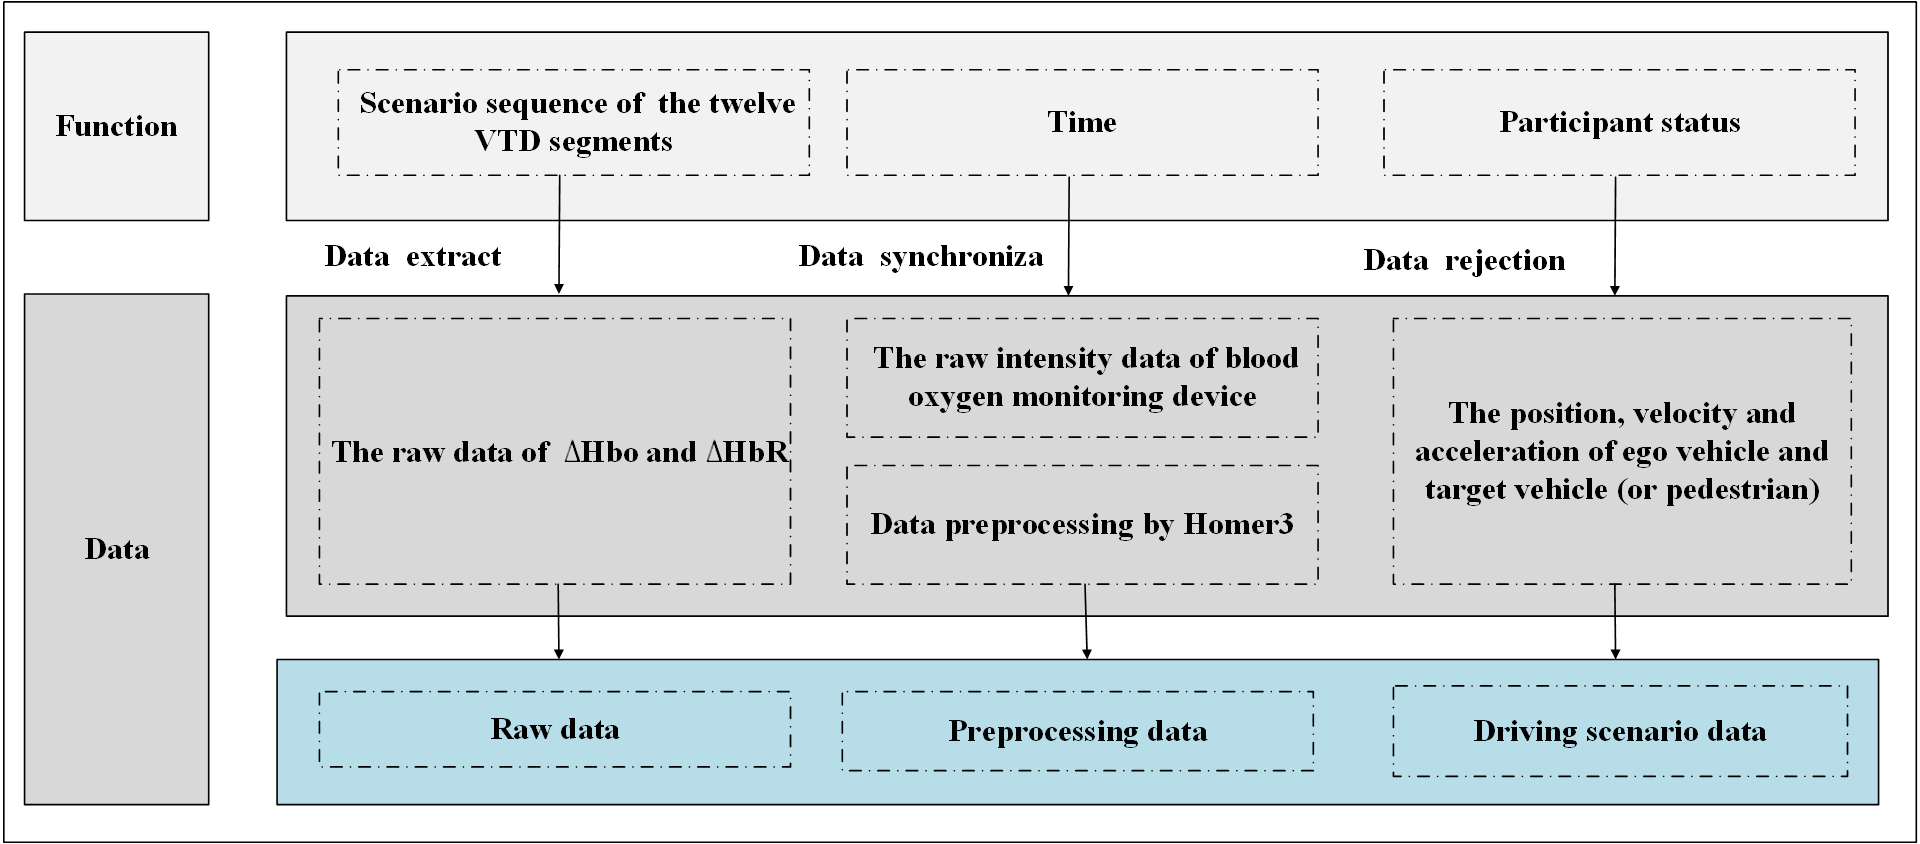 Function
Scenario sequence of the twelve
VTD segments
Time
Participant status
Data extract
Data synchroniza
Data rejection
Data
The raw data of ΔHbo and ΔHbR
The raw intensity data of blood
oxygen monitoring device
Data preprocessing by Homer3
The position, velocity and
acceleration of ego vehicle and
target vehicle (or pedestrian)
Raw data
Preprocessing data
Driving scenario data